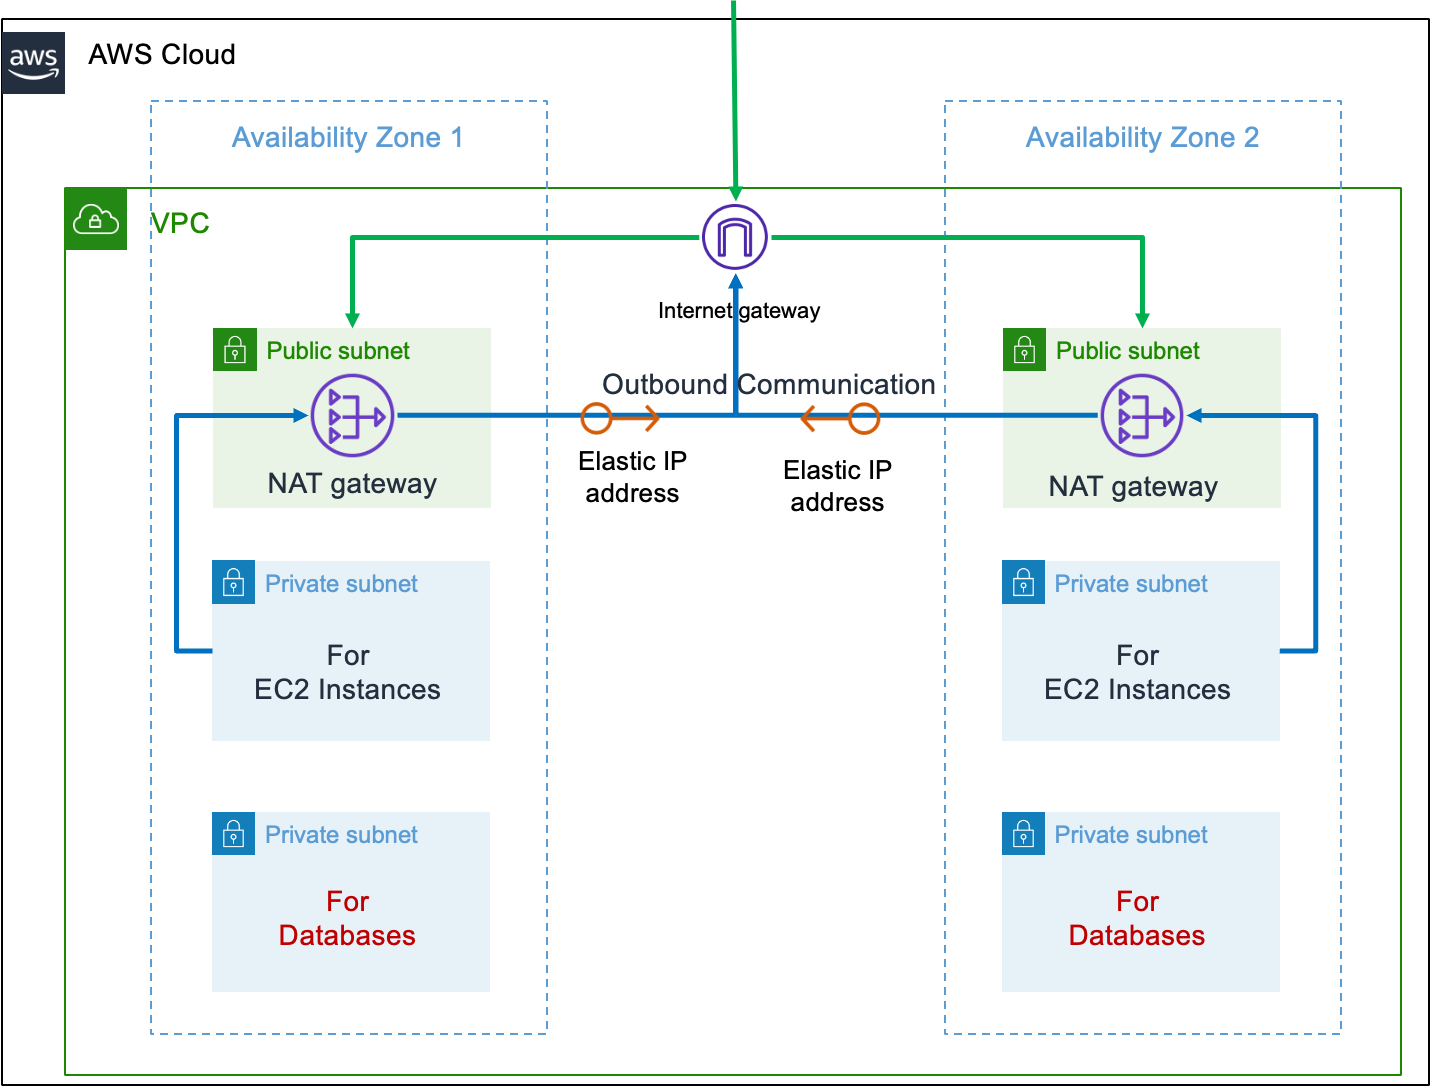 aws
AWS Cloud
Availability Zone 1
Availability Zone 2
VPC
Internet gateway
Public subnet
Public subnet
Outbound Communication
NAT gateway
Elastic IP
address
Elastic IP
address
NAT gateway
Private subnet
For
EC2 Instances
Private subnet
For
EC2 Instances
Private subnet
For
Databases
Private subnet
For
Databases